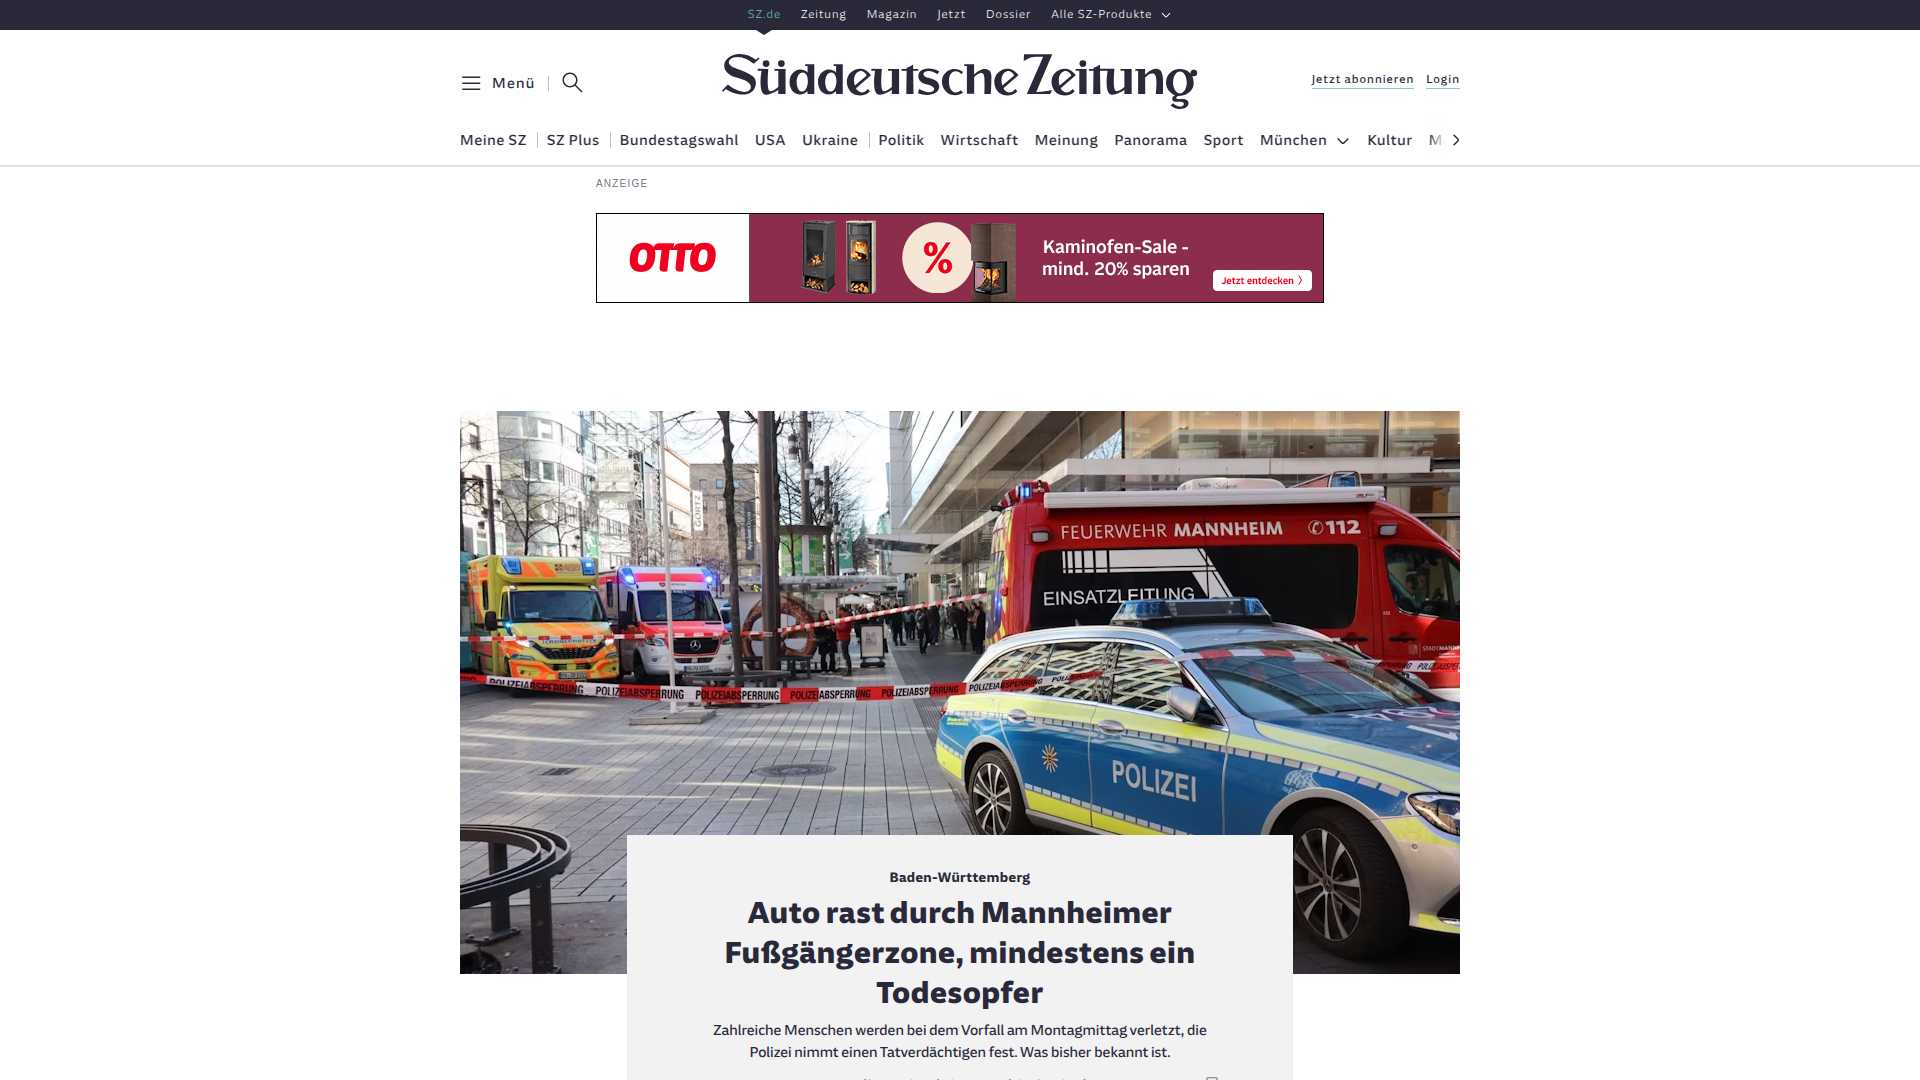 SZ.de Zeitung Magazin Jetzt Dossier Alle SZ-Produkte
Menü
Süddeutsche Zeitung
Jetzt abonnieren Login
Meine SZ SZ Plus Bundestagswahl USA Ukraine Politik Wirtschaft Meinung Panorama Sport München Kultur M
ANZEIGE
OTTO
%
Kaminofen-Sale -
mind. 20% sparen
Jetzt entdecken
FEUERWEHR MANNHEIM 112
EINSATZLEITUNG
POLIZEIABSPERRUNG POLIZEIABSPERRUNG POLIZEIABSPERRUNG POLIZEIABSPERRUNG POLIZEIABSPERRUNG POLIZEIABSPERRUNG
POLIZEI
Baden-Württemberg
Auto rast durch Mannheimer
Fußgängerzone, mindestens ein
Todesopfer
Zahlreiche Menschen werden bei dem Vorfall am Montagmittag verletzt, die
Polizei nimmt einen Tatverdächtigen fest. Was bisher bekannt ist.